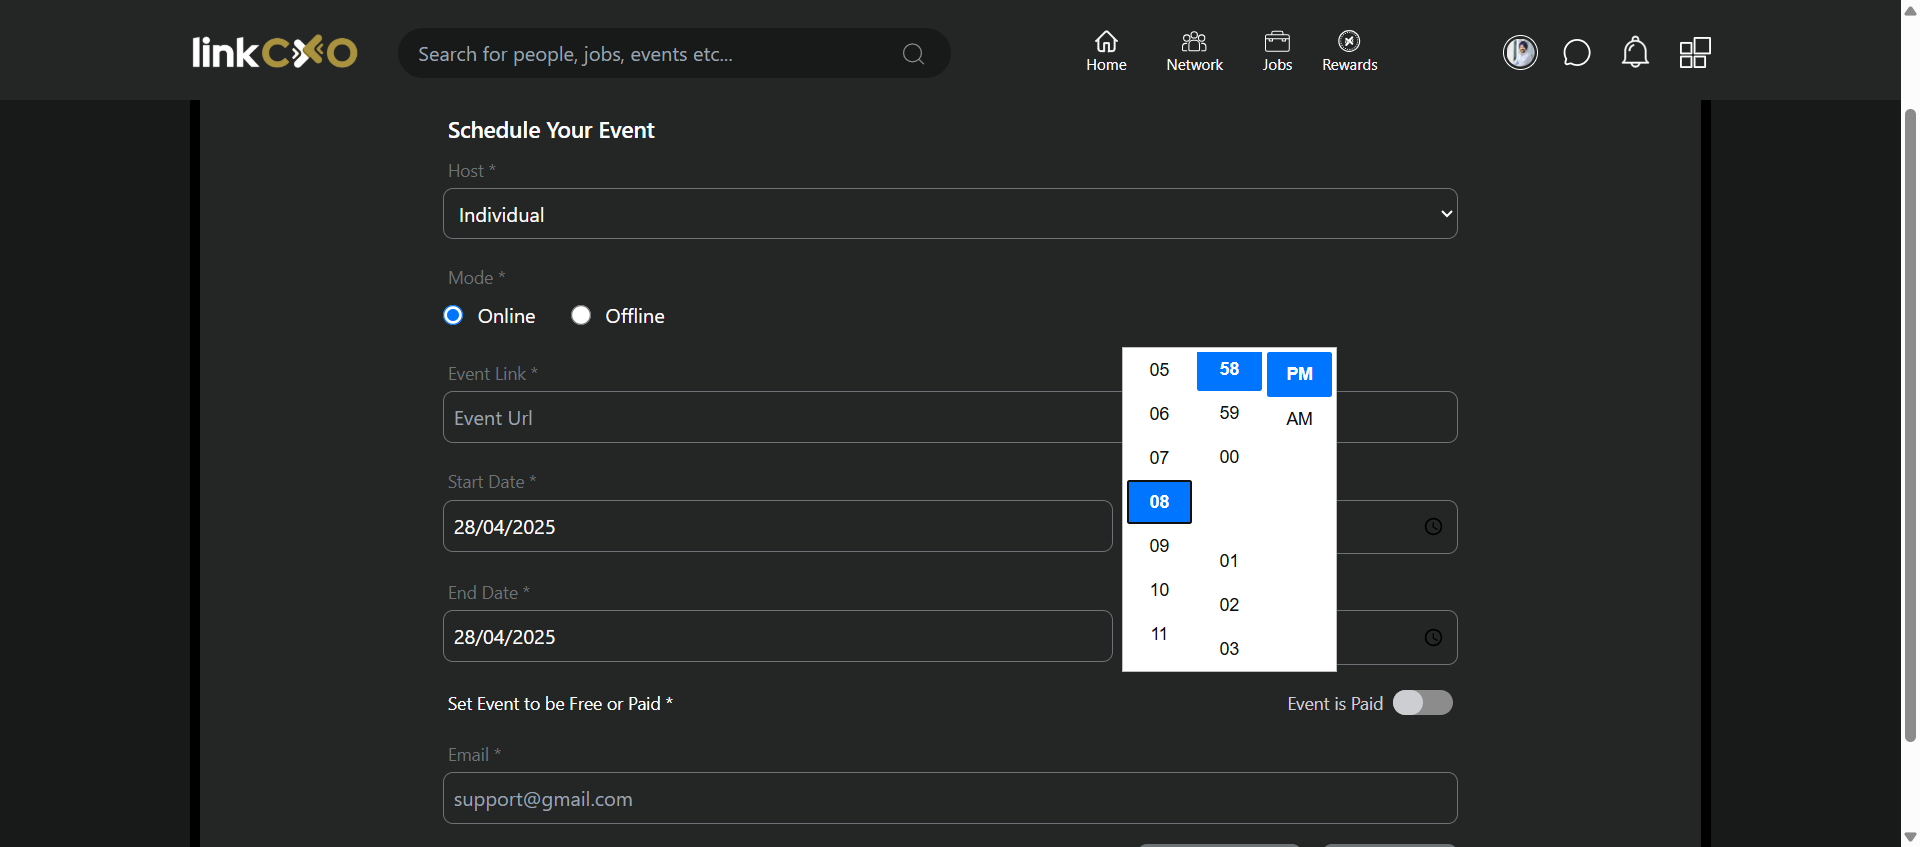 linkCXO
Search for people, jobs, events etc...
Home
Network
Jobs
Rewards
Schedule Your Event
Host *
Individual
Mode *
Online
Offline
Event Link *
Event Url
Start Date *
28/04/2025
End Date *
28/04/2025
05 58 PM
06 59 AM
07 00
08
09 01
10 02
11 03
Set Event to be Free or Paid *
Event is Paid
Email *
support@gmail.com